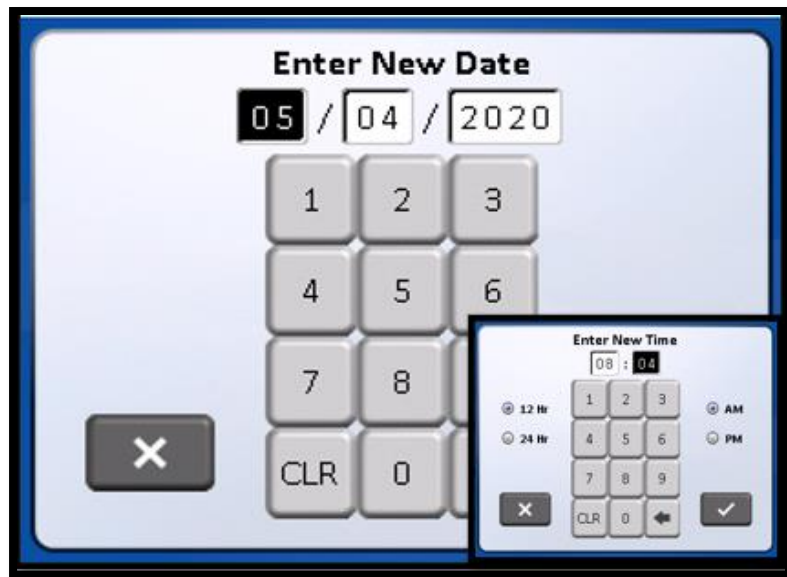 Enter New Date
05 / 04 / 2020
1 2 3
4 5 6
7 8
CLR 0
Enter New Time
08 : 04
12 Hr 1 2 3 AM
24 Hr 4 5 6 PM
7 8 9
CLR 0